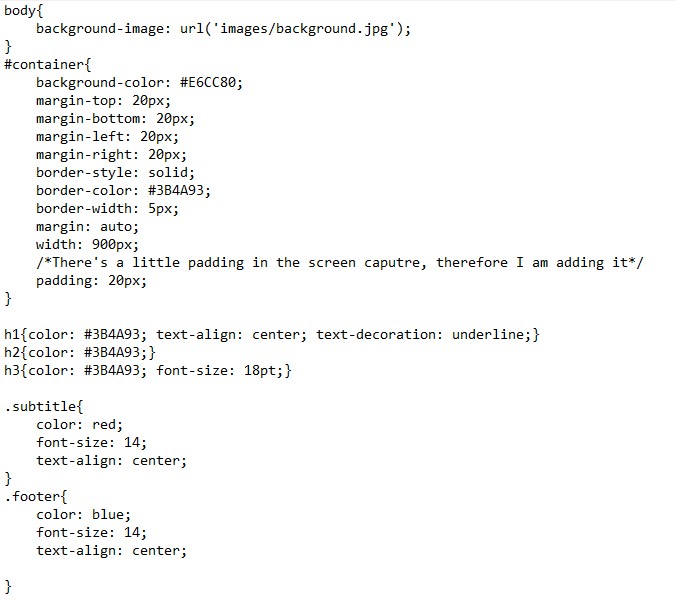 body{
    background-image: url('images/background.jpg');
}
#container{
    background-color: #E6CC80;
    margin-top: 20px;
    margin-bottom: 20px;
    margin-left: 20px;
    margin-right: 20px;
    border-style: solid;
    border-color: #3B4A93;
    border-width: 5px;
    margin: auto;
    width: 900px;
    /*There's a little padding in the screen caputre, therefore I am adding it*/
    padding: 20px;
}

h1{color: #3B4A93; text-align: center; text-decoration: underline;}
h2{color: #3B4A93;}
h3{color: #3B4A93; font-size: 18pt;}

.subtitle{
    color: red;
    font-size: 14;
    text-align: center;
}
.footer{
    color: blue;
    font-size: 14;
    text-align: center;

}